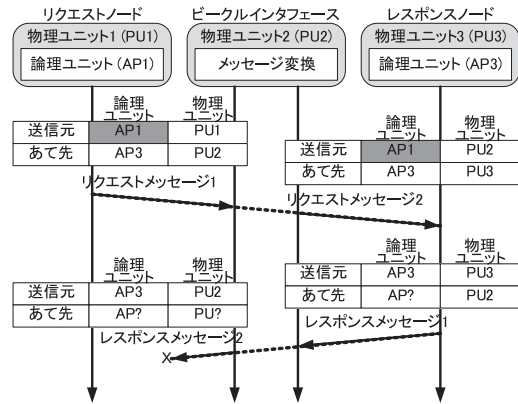 リクエストノード ビークルインタフェース レスポンスノード
物理ユニット1 (PU1) 物理ユニット2 (PU2) 物理ユニット3 (PU3)
論理ユニット (AP1) メッセージ変換 論理ユニット (AP3)
論理ユニット 物理ユニット
送信元 AP1 PU1
あて先 AP3 PU2
論理ユニット 物理ユニット
送信元 AP1 PU2
あて先 AP3 PU3
リクエストメッセージ1
リクエストメッセージ2
論理ユニット 物理ユニット
送信元 AP3 PU3
あて先 AP? PU2
論理ユニット 物理ユニット
送信元 AP3 PU2
あて先 AP? PU?
レスポンスメッセージ1
レスポンスメッセージ2
X